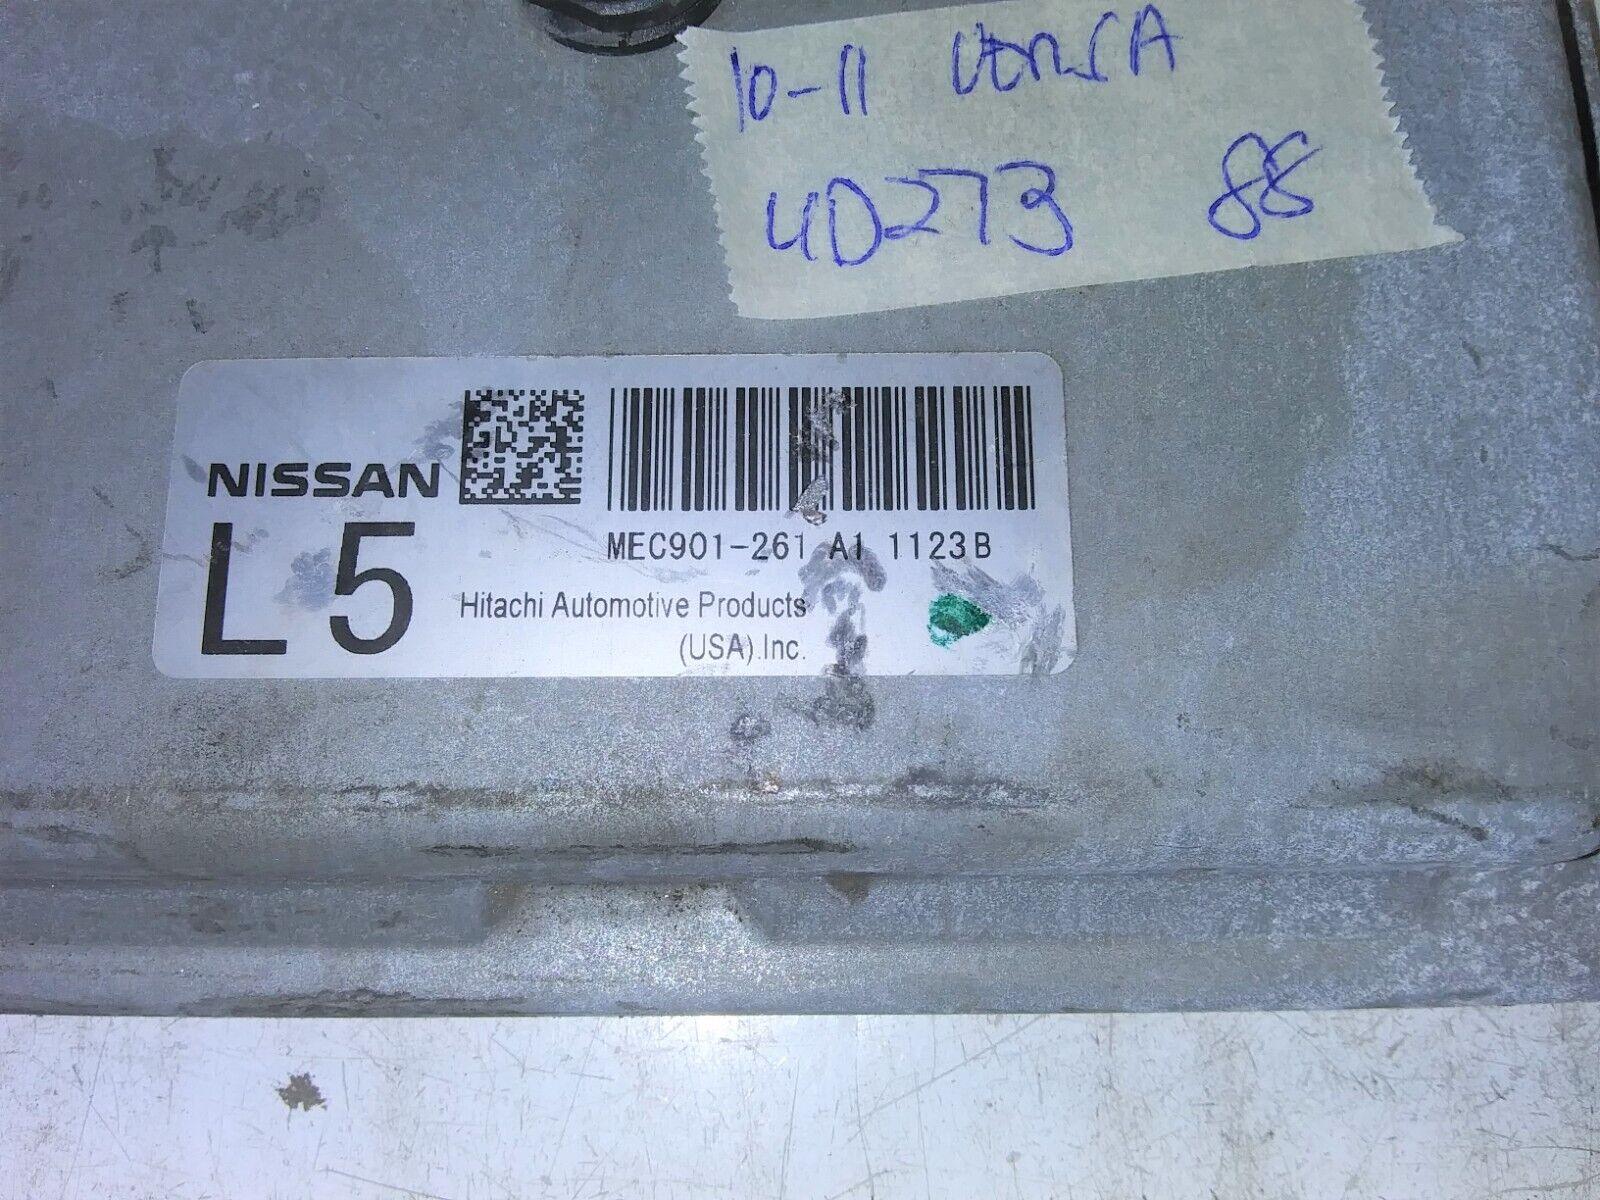 10-11 VERSA
4D273 88
NISSAN
L5
MEC901-261 A1 1123B
Hitachi Automotive Products
(USA).Inc.